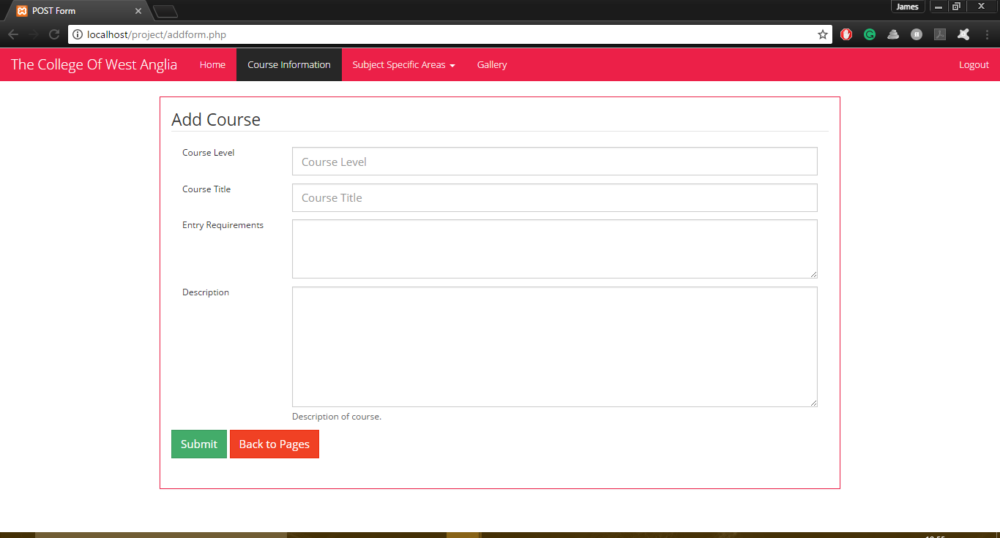 POST Form
James
localhost/project/addform.php
The College Of West Anglia Home Course Information Subject Specific Areas Gallery Logout
Add Course
Course Level
Course Level
Course Title
Course Title
Entry Requirements
Description
Description of course.
Submit Back to Pages